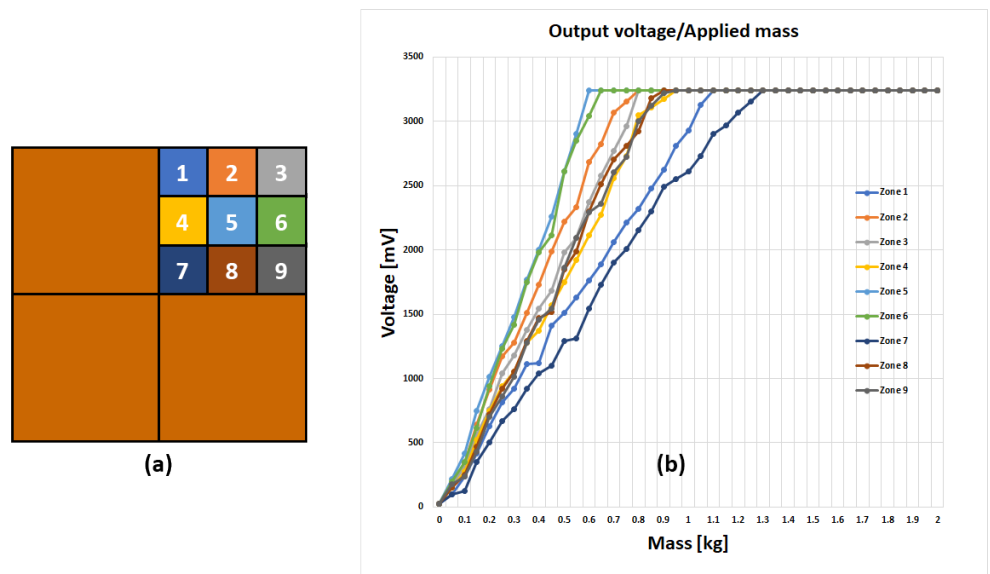 1 2 3
4 5 6
7 8 9
(a)
Output voltage/Applied mass
Voltage [mV]
3500
3000
2500
2000
1500
1000
500
0
0 0.1 0.2 0.3 0.4 0.5 0.6 0.7 0.8 0.9 1 1.1 1.2 1.3 1.4 1.5 1.6 1.7 1.8 1.9 2
Mass [kg]
Zone 1
Zone 2
Zone 3
Zone 4
Zone 5
Zone 6
Zone 7
Zone 8
Zone 9
(b)